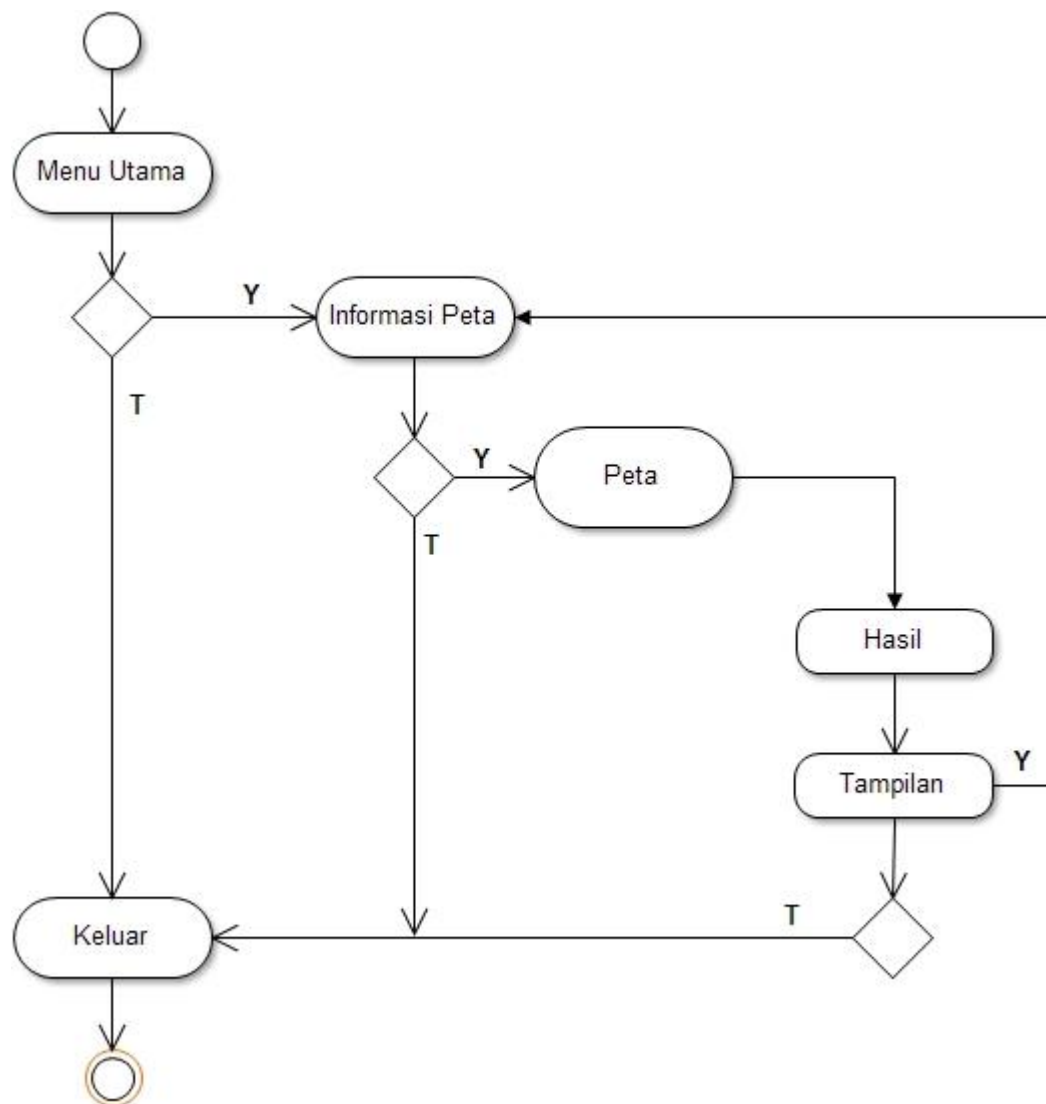 Menu Utama
Y
Informasi Peta
T
Y
Peta
T
Hasil
Y
Tampilan
T
Keluar